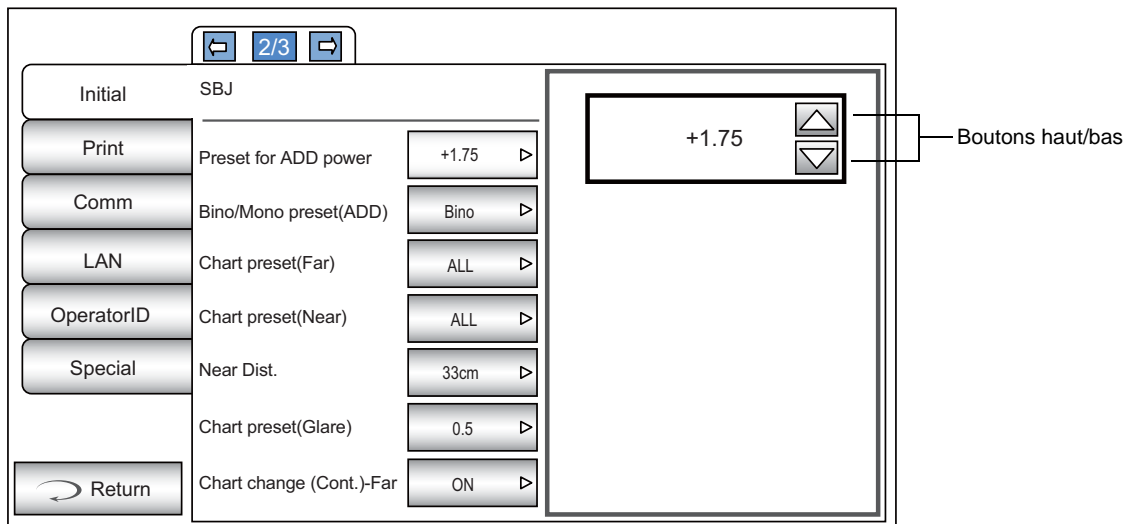 2/3
Initial
Print
Comm
LAN
OperatorID
Special
Return
SBJ
Preset for ADD power +1.75
Bino/Mono preset(ADD) Bino
Chart preset(Far) ALL
Chart preset(Near) ALL
Near Dist. 33cm
Chart preset(Glare) 0.5
Chart change (Cont.)-Far ON
+1.75
Boutons haut/bas